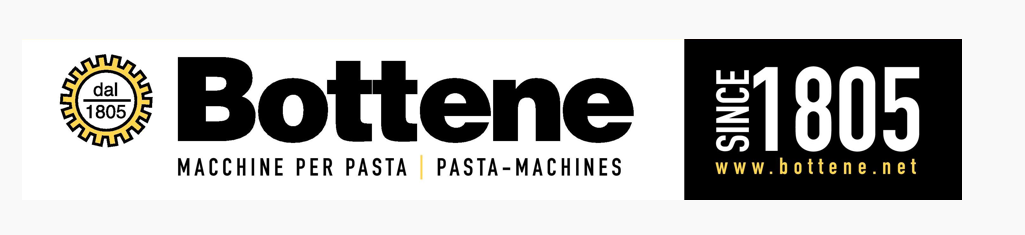 dal
1805
Bottene
MACCHINE PER PASTA | PASTA-MACHINES
SINCE
1805
www.bottene.net